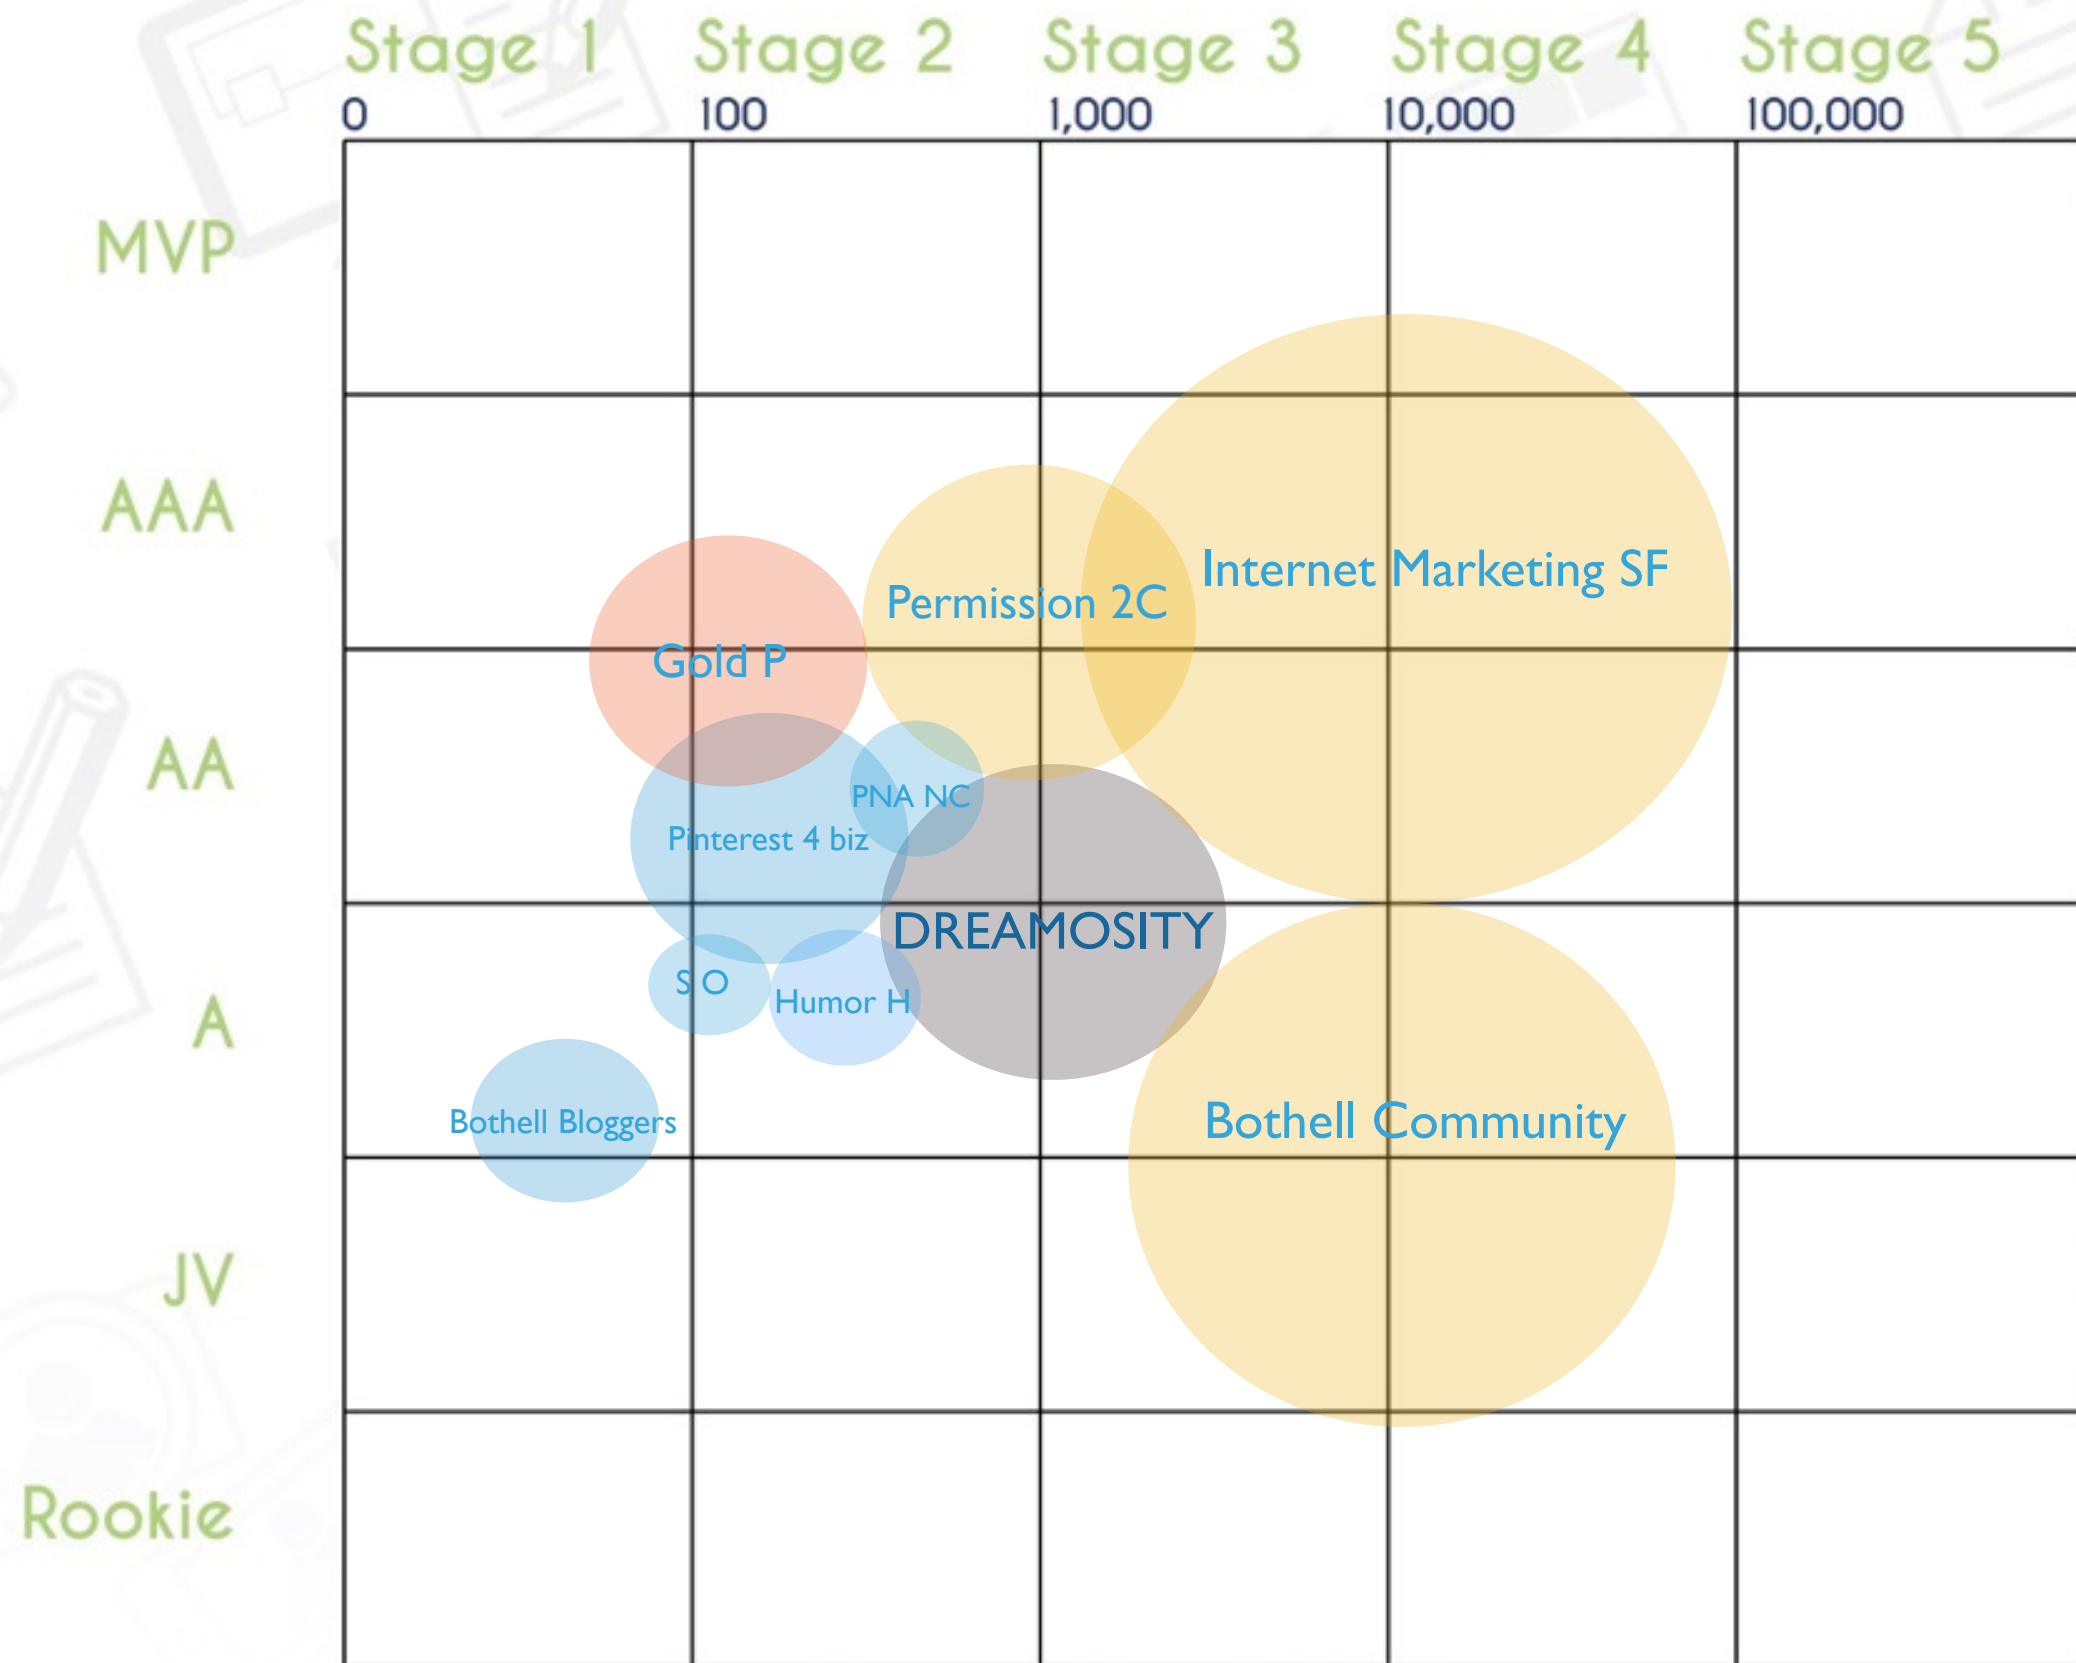 Stage 1 Stage 2 Stage 3 Stage 4 Stage 5
0 100 1,000 10,000 100,000
MVP
AAA
Internet Marketing SF
Permission 2C
Gold P
AA
PNA NC
Pinterest 4 biz
DREAMOSITY
S O
Humor H
A
Bothell Bloggers
Bothell Community
JV
Rookie